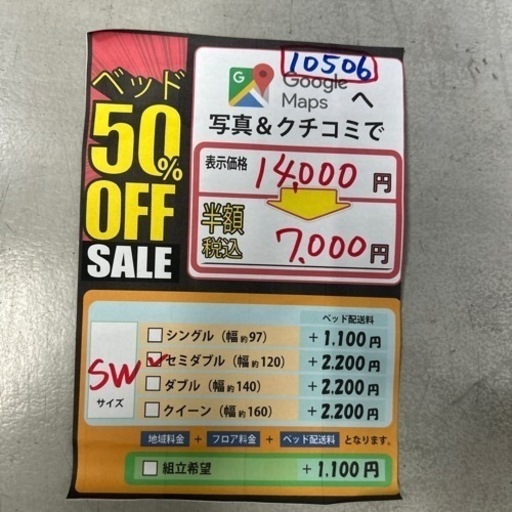 10506
ベッド
50%
OFF
SALE
Google
Maps へ
写真＆クチコミで
表示価格 14,000 円
半額
税込 7,000 円
ベッド配送料
SW
サイズ
シングル（幅約97） +1,100円
セミダブル（幅約120） +2,200円
ダブル（幅約140） +2,200円
クイーン（幅約160） +2,200円
地域料金 + フロア料金 + ベッド配送料 となります。
組立希望 +1,100円